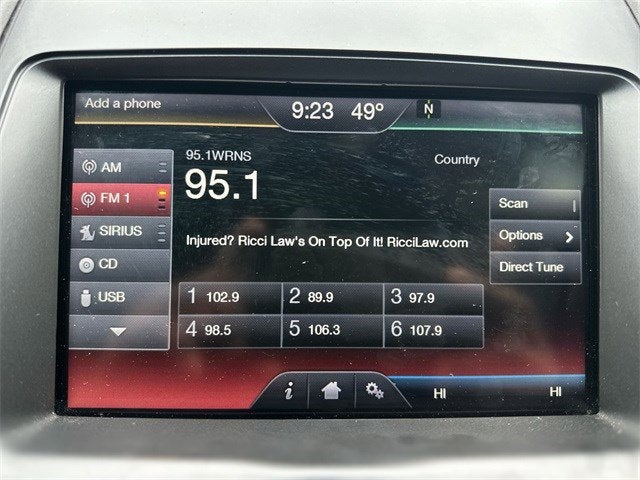 Add a phone
9:23 49° N
95.1WRNS
Country
95.1
AM
FM 1
SIRIUS
CD
USB
Injured? Ricci Law's On Top Of It! RicciLaw.com
Scan
Options
Direct Tune
1 102.9 2 89.9 3 97.9
4 98.5 5 106.3 6 107.9
i
HI HI